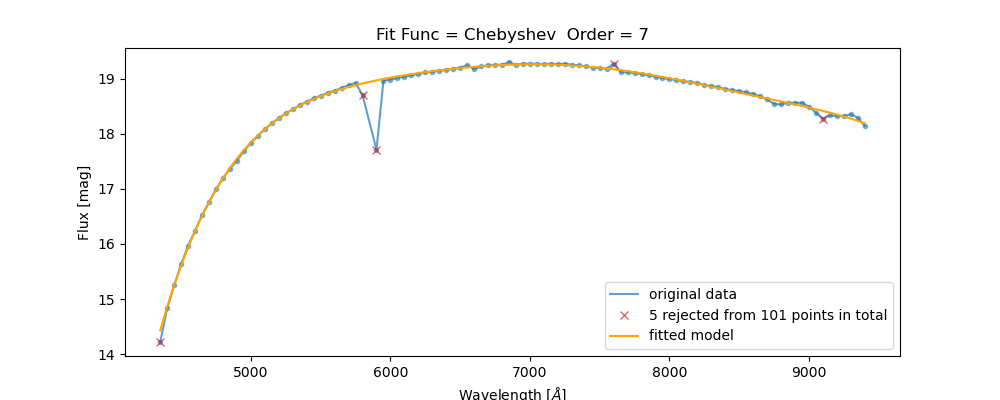 Fit Func = Chebyshev  Order = 7
Flux [mag]
19
18
17
16
15
14
original data
5 rejected from 101 points in total
fitted model
5000 6000 7000 8000 9000
Wavelength [Å]